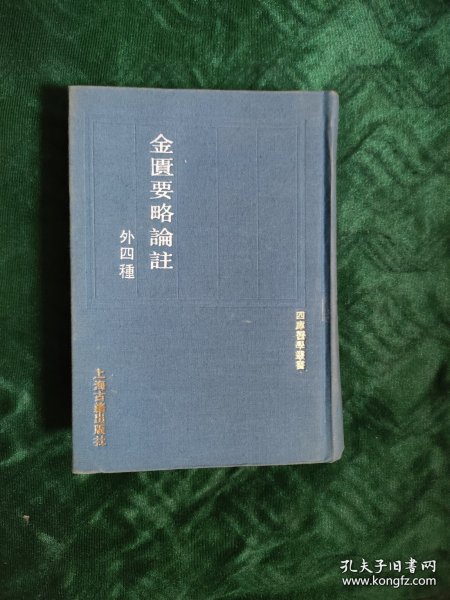 金匱要略論註
外四種
四庫醫學叢書
上海古籍出版社
孔夫子旧书网
www.kongfz.com